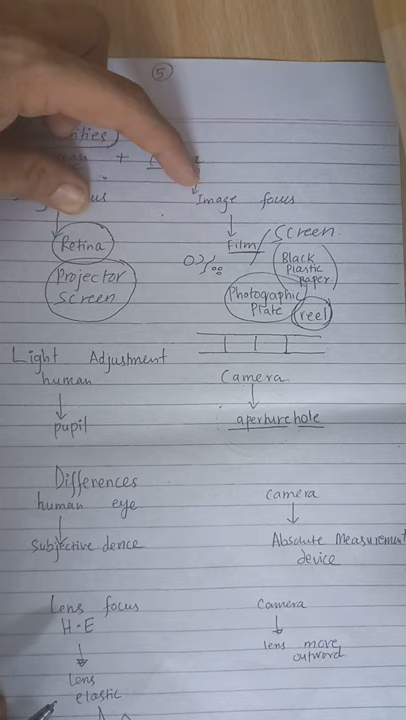 5
+
Image focus
Retina
Film / Screen
Projector
Screen
Black
Plastic
Paper
Photographic
Plate
reel
Light Adjustment
human
Camera
pupil
aperture hole
Differences
human eye
Camera
Subjective dence
Absolute Measurement
device
Lens focus
H.E
Camera
lens move
outword
Lens
elastic